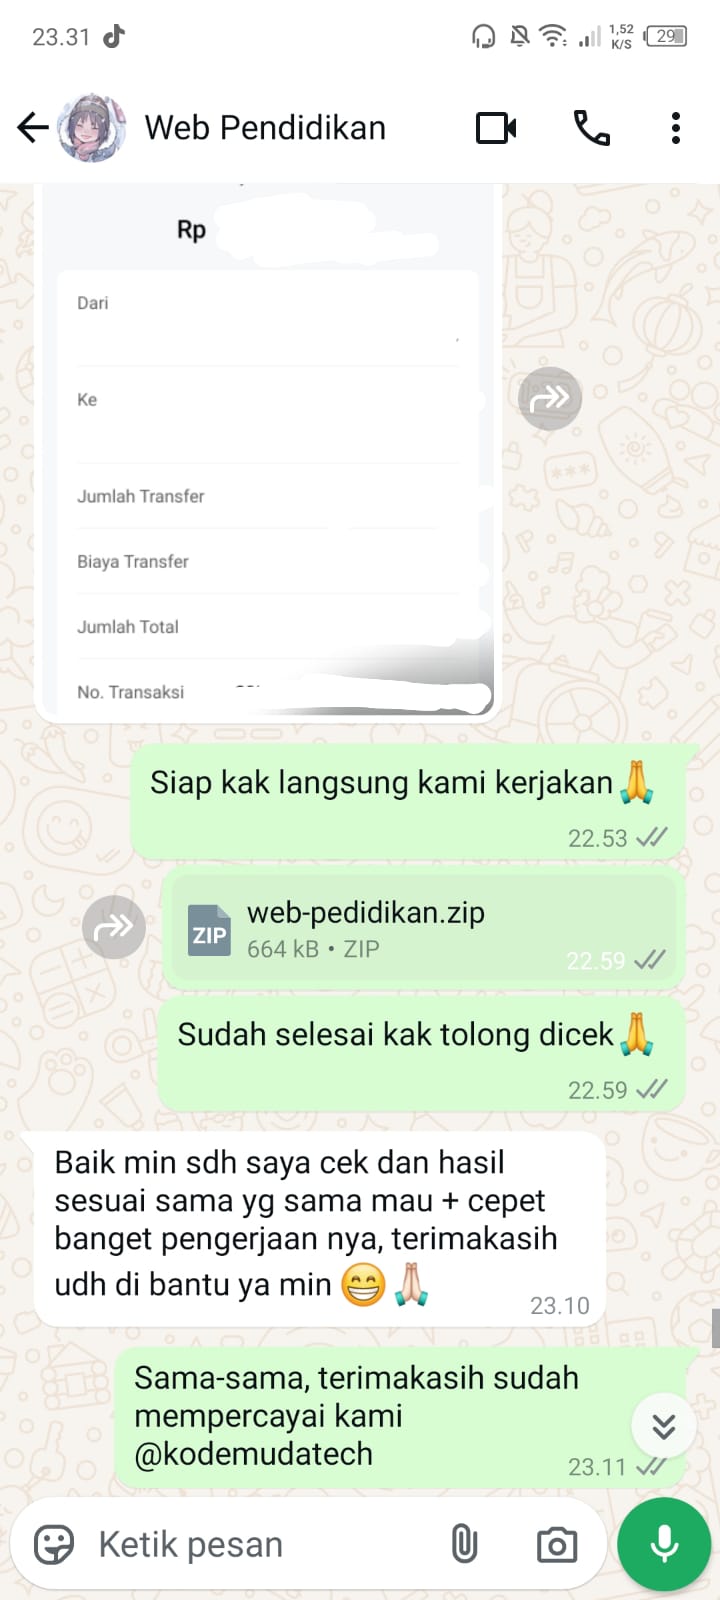 23.31
1,52
K/S
29
Web Pendidikan
Rp
Dari
Ke
Jumlah Transfer
Biaya Transfer
Jumlah Total
No. Transaksi
Siap kak langsung kami kerjakan🙏
22.53
ZIP
web-pedidikan.zip
664 kB • ZIP
22.59
Sudah selesai kak tolong dicek🙏
22.59
Baik min sdh saya cek dan hasil
sesuai sama yg sama mau + cepet
banget pengerjaan nya, terimakasih
udh di bantu ya min 😁🙏🏻
23.10
Sama-sama, terimakasih sudah
mempercayai kami
@kodemudatech
23.11
Ketik pesan